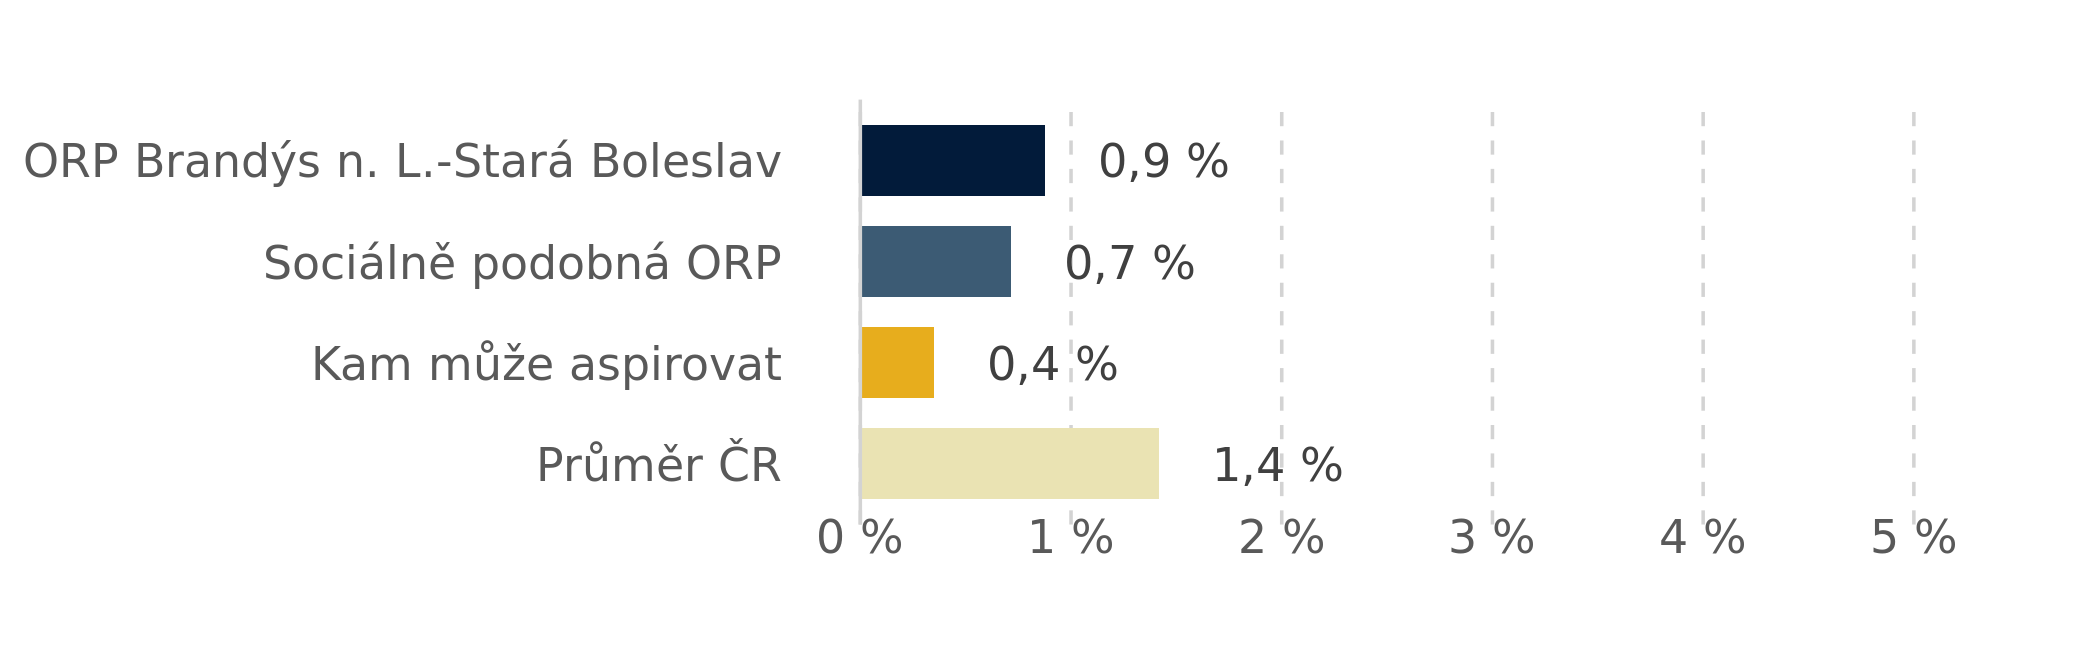 ORP Brandýs n. L.-Stará Boleslav 0,9 %
Sociálně podobná ORP 0,7 %
Kam může aspirovat 0,4 %
Průměr ČR 1,4 %
0 % 1 % 2 % 3 % 4 % 5 %